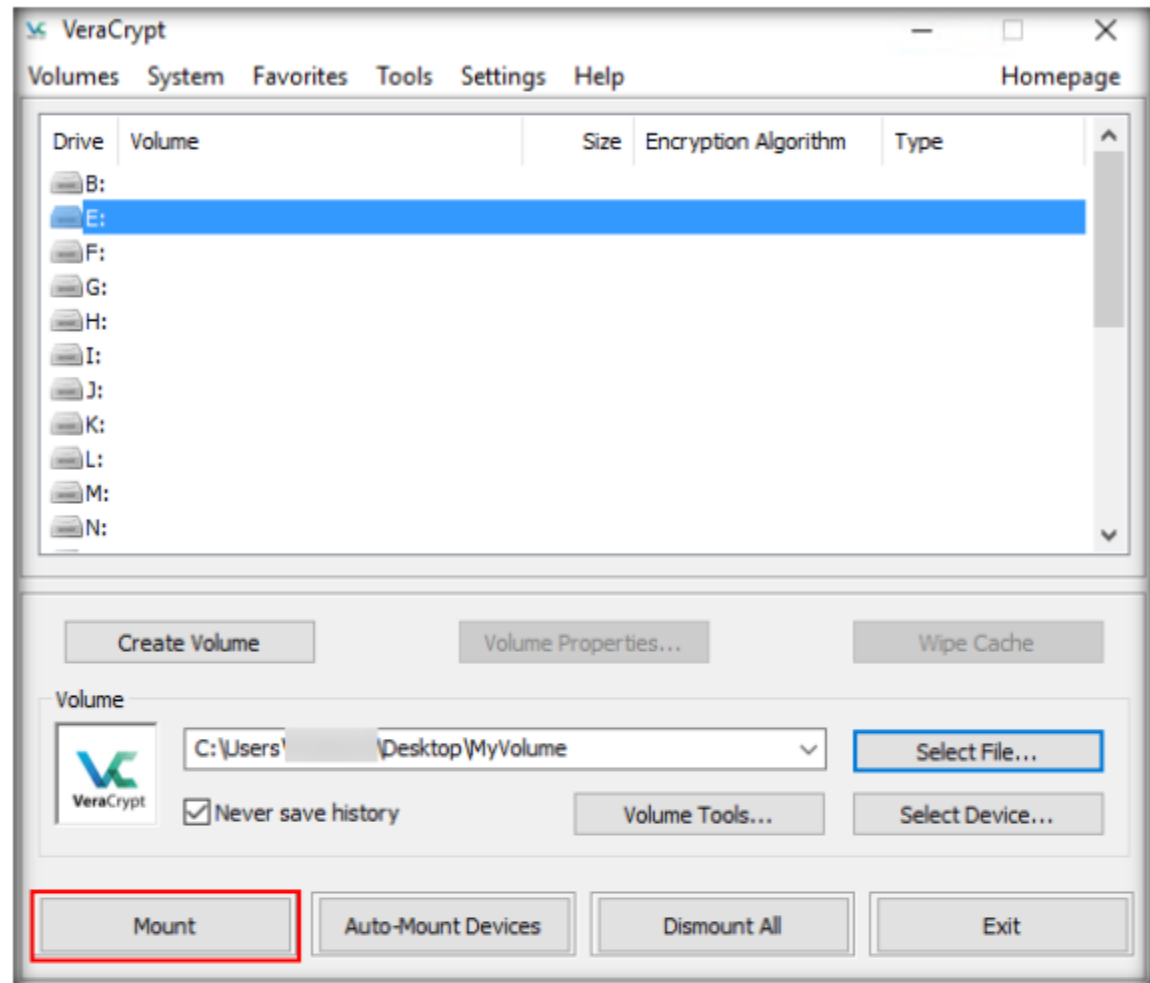 VeraCrypt
Volumes System Favorites Tools Settings Help Homepage
Drive Volume Size Encryption Algorithm Type
B:
E:
F:
G:
H:
I:
J:
K:
L:
M:
N:
Create Volume Volume Properties... Wipe Cache
Volume
C:\Users\ \Desktop\MyVolume Select File...
VeraCrypt
Never save history Volume Tools... Select Device...
Mount Auto-Mount Devices Dismount All Exit